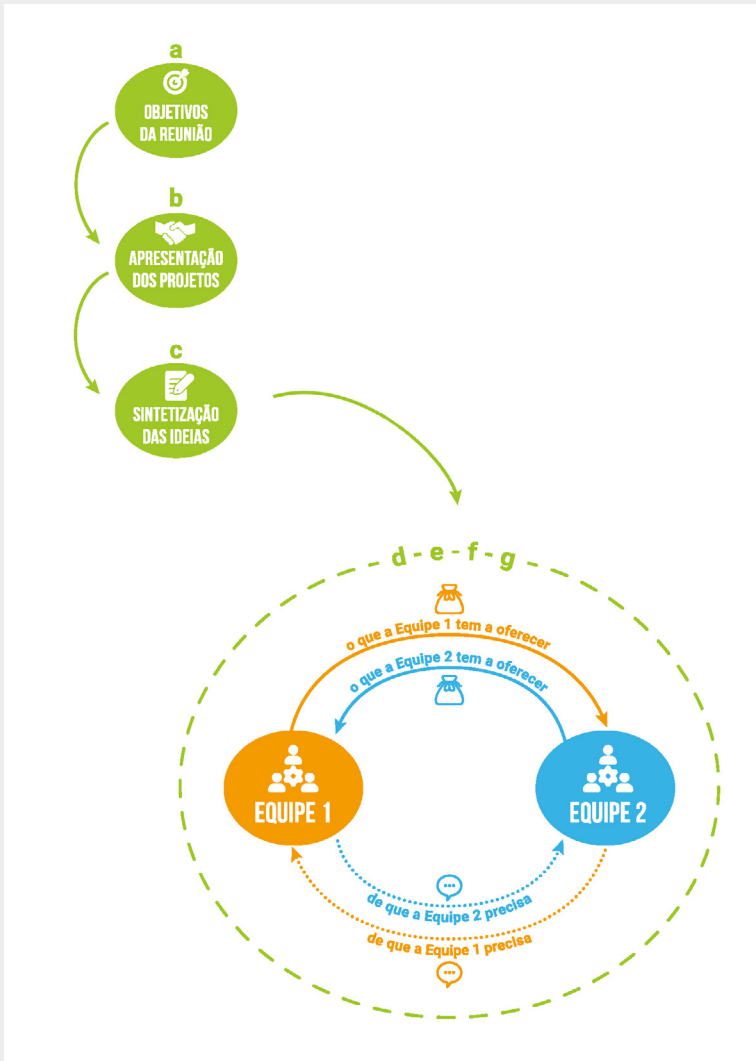 a
OBJETIVOS
DA REUNIÃO
b
APRESENTAÇÃO
DOS PROJETOS
c
SINTETIZAÇÃO
DAS IDEIAS
d - e - f - g
o que a Equipe 1 tem a oferecer
o que a Equipe 2 tem a oferecer
EQUIPE 1
EQUIPE 2
de que a Equipe 2 precisa
de que a Equipe 1 precisa